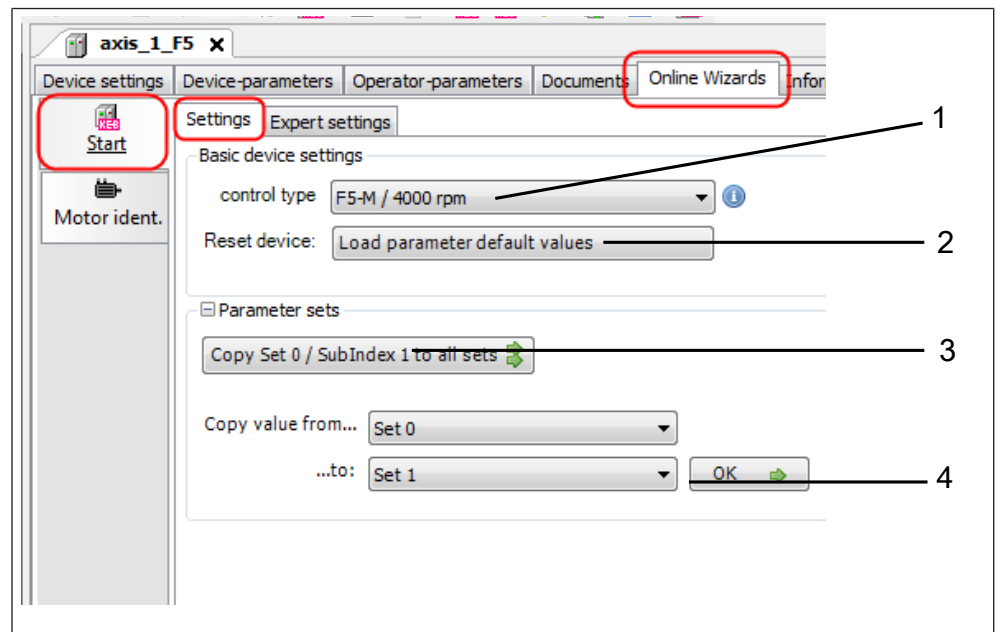 axis_1_F5 x
Device settings Device-parameters Operator-parameters Documents Online Wizards Infor
KEB
Start
Motor ident.
Settings Expert settings
Basic device settings
control type F5-M / 4000 rpm 1
Reset device: Load parameter default values 2
Parameter sets
Copy Set 0 / SubIndex 1 to all sets 3
Copy value from... Set 0
...to: Set 1 OK 4